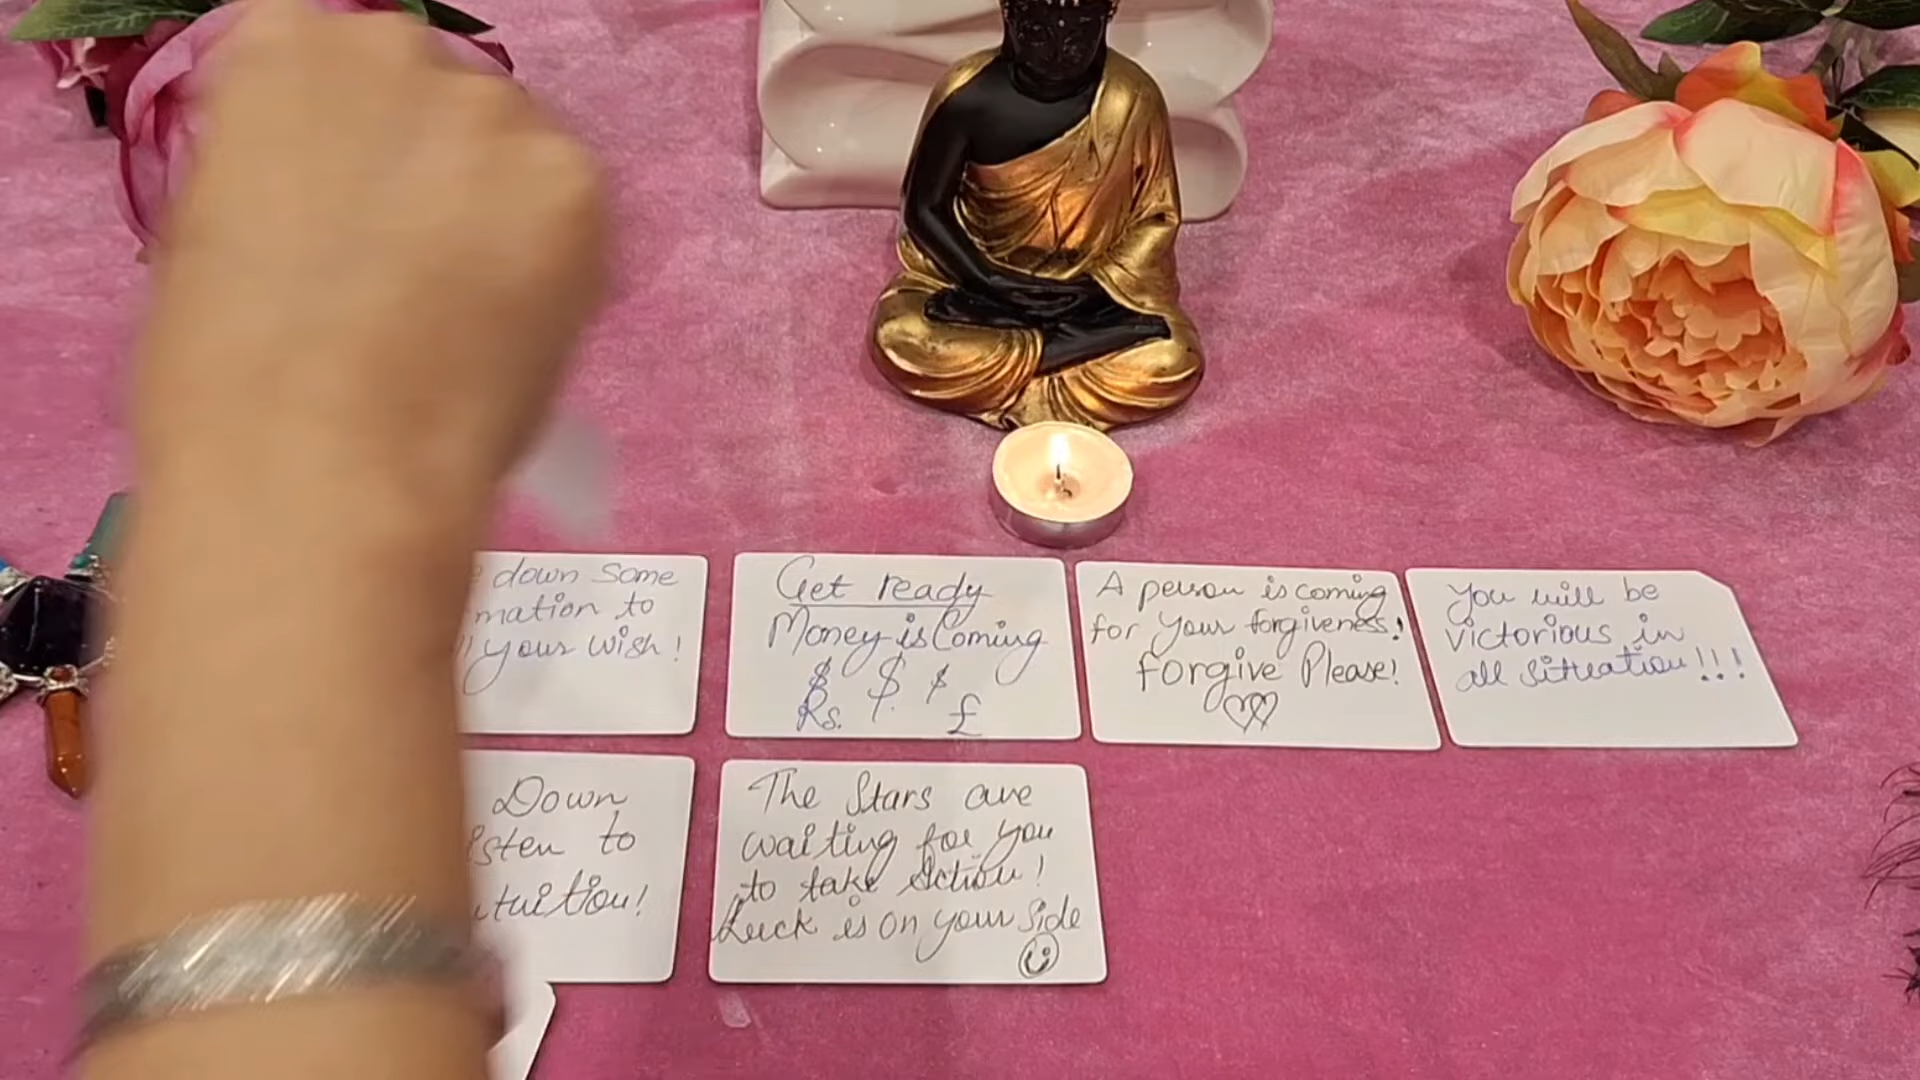 down some
mation to
your wish!
Get ready
Money is Coming
$ $ $
Rs. £
A person is coming
for your forgiveness!
forgive Please!
You will be
victorious in
all situation!!!
Down
isten to
tuition!
The Stars are
waiting for you
to take Action!
Luck is on your side